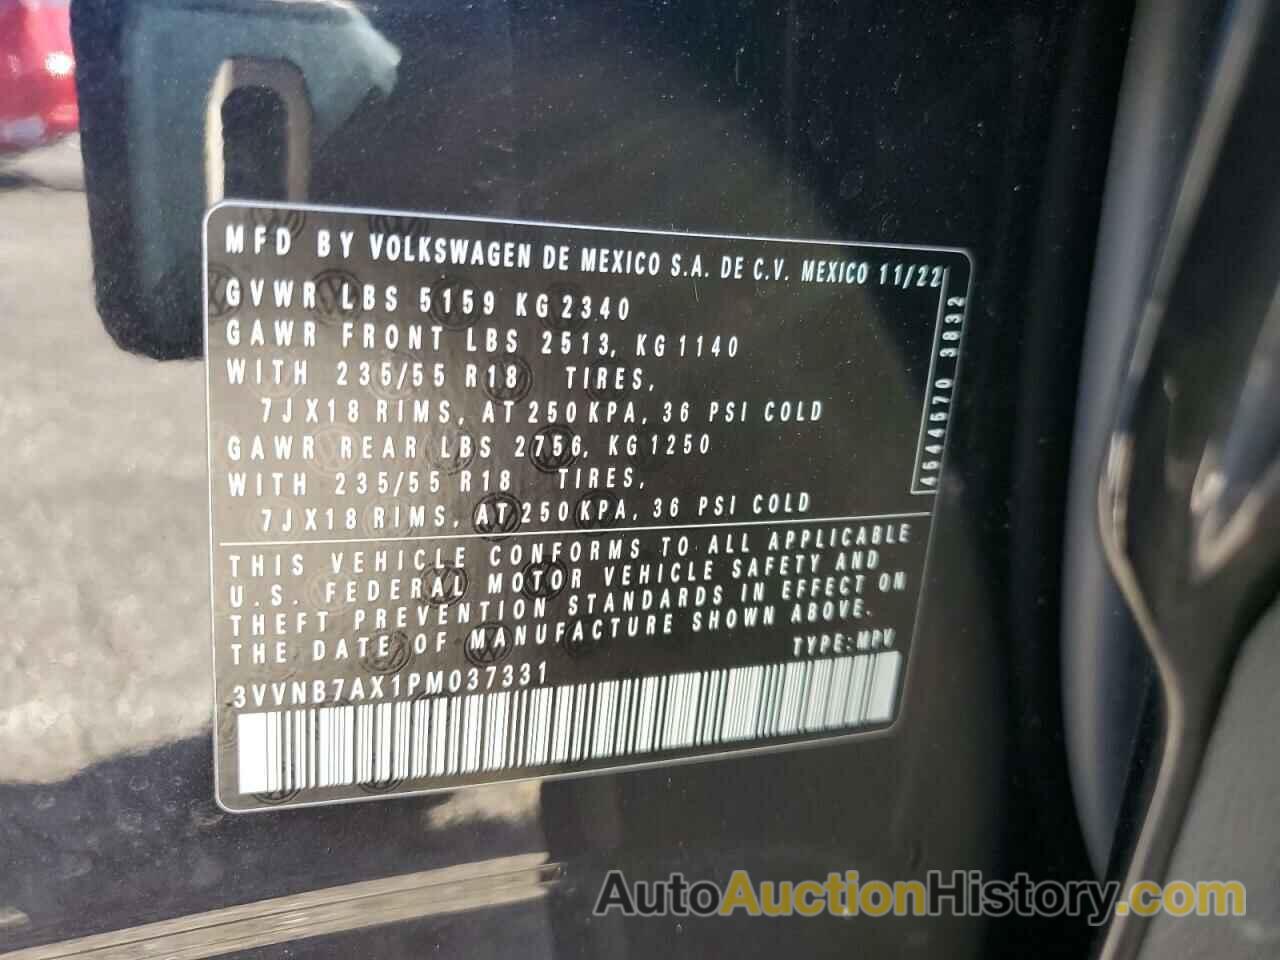 MFD BY VOLKSWAGEN DE MEXICO S.A. DE C.V. MEXICO 11/22
GVWR LBS 5159 KG 2340
GAWR FRONT LBS 2513, KG 1140
WITH 235/55 R18 TIRES,
7JX18 RIMS, AT 250 KPA, 36 PSI COLD
GAWR REAR LBS 2756, KG 1250
WITH 235/55 R18 TIRES,
7JX18 RIMS, AT 250 KPA, 36 PSI COLD
4544570 3832
THIS VEHICLE CONFORMS TO ALL APPLICABLE
U.S. FEDERAL MOTOR VEHICLE SAFETY AND
THEFT PREVENTION STANDARDS IN EFFECT ON
THE DATE OF MANUFACTURE SHOWN ABOVE.
TYPE: MPV
3VVNB7AX1PM037331
AutoAuctionHistory.com